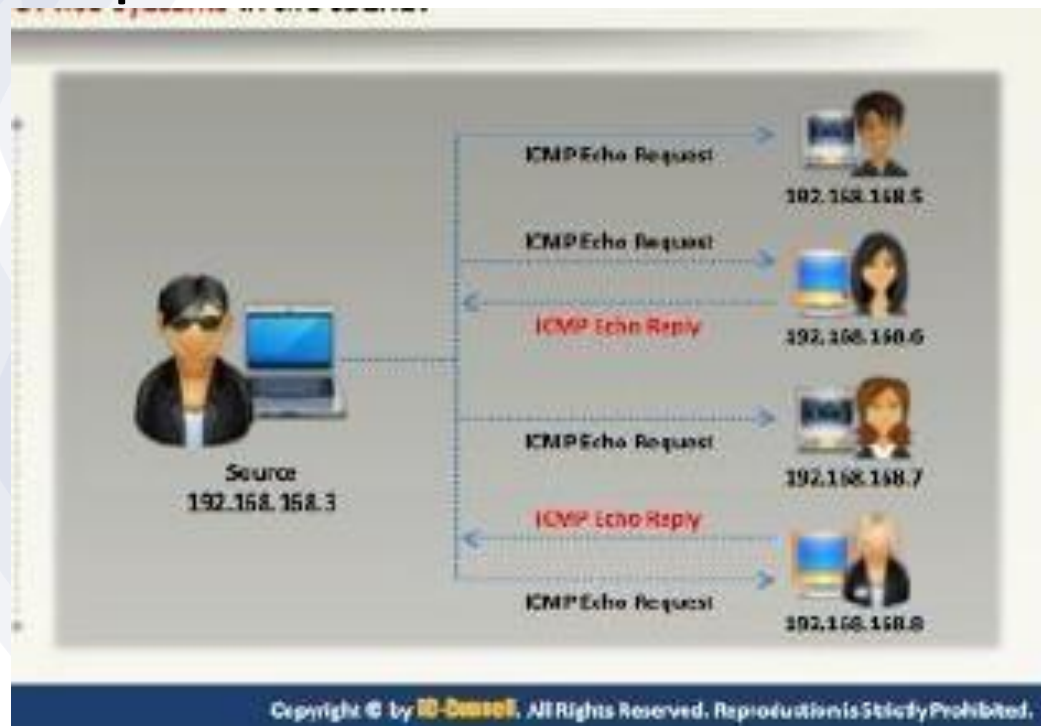 in the
ICMP Echo Request
192.168.168.5
ICMP Echo Request
ICMP Echo Reply
192.168.168.6
Source
192.168.168.3
ICMP Echo Request
192.168.168.7
ICMP Echo Reply
ICMP Echo Request
192.168.168.8
Copyright © by EC-Council. All Rights Reserved. Reproduction is Strictly Prohibited.